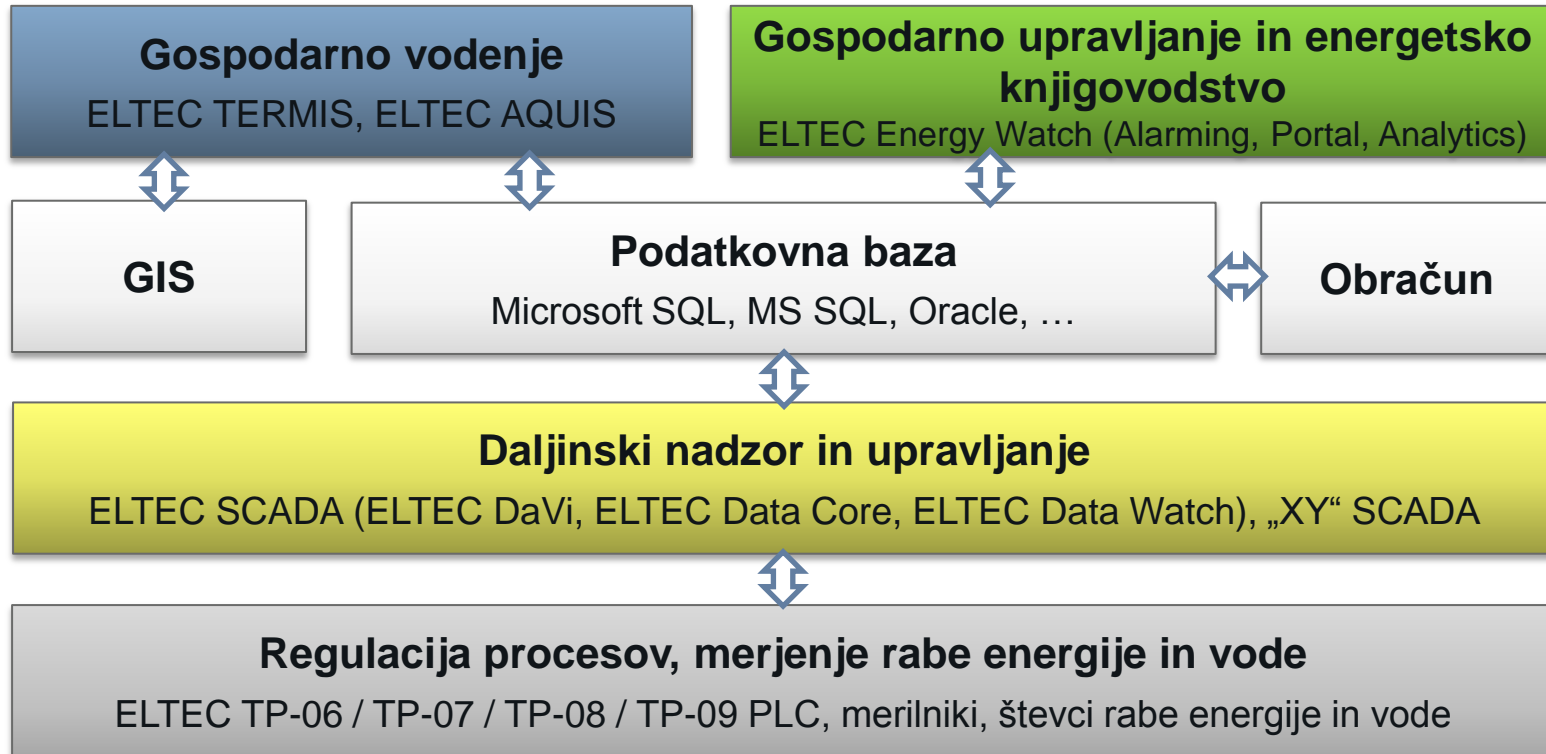 Gospodarno vodenje
ELTEC TERMIS, ELTEC AQUIS
Gospodarno upravljanje in energetsko
knjigovodstvo
ELTEC Energy Watch (Alarming, Portal, Analytics)
GIS
Podatkovna baza
Microsoft SQL, MS SQL, Oracle, …
Obračun
Daljinski nadzor in upravljanje
ELTEC SCADA (ELTEC DaVi, ELTEC Data Core, ELTEC Data Watch), „XY“ SCADA
Regulacija procesov, merjenje rabe energije in vode
ELTEC TP-06 / TP-07 / TP-08 / TP-09 PLC, merilniki, števci rabe energije in vode